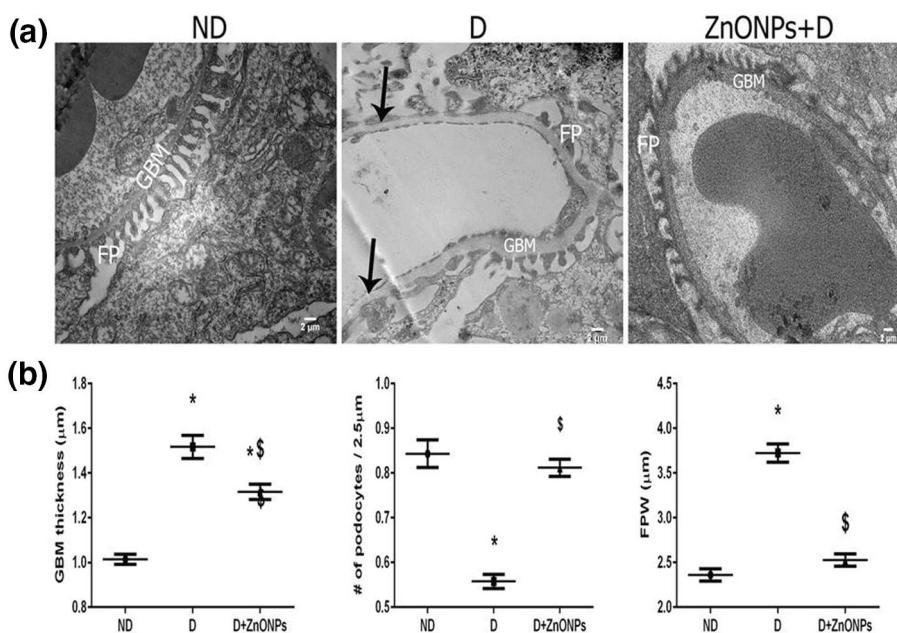 (a)
ND D ZnONPs+D
GBM
FP
2 µm
FP
GBM
2 µm
GBM
FP
2 µm
(b)
GBM thickness (µm)
1.8
1.6
1.4
1.2
1.0
0.8
*
* $
$
ND D D+ZnONPs
# of podocytes / 2.5µm
0.9
0.8
0.7
0.6
0.5
*
$
ND D D+ZnONPs
FPW (µm)
4.5
4.0
3.5
3.0
2.5
2.0
*
$
ND D D+ZnONPs